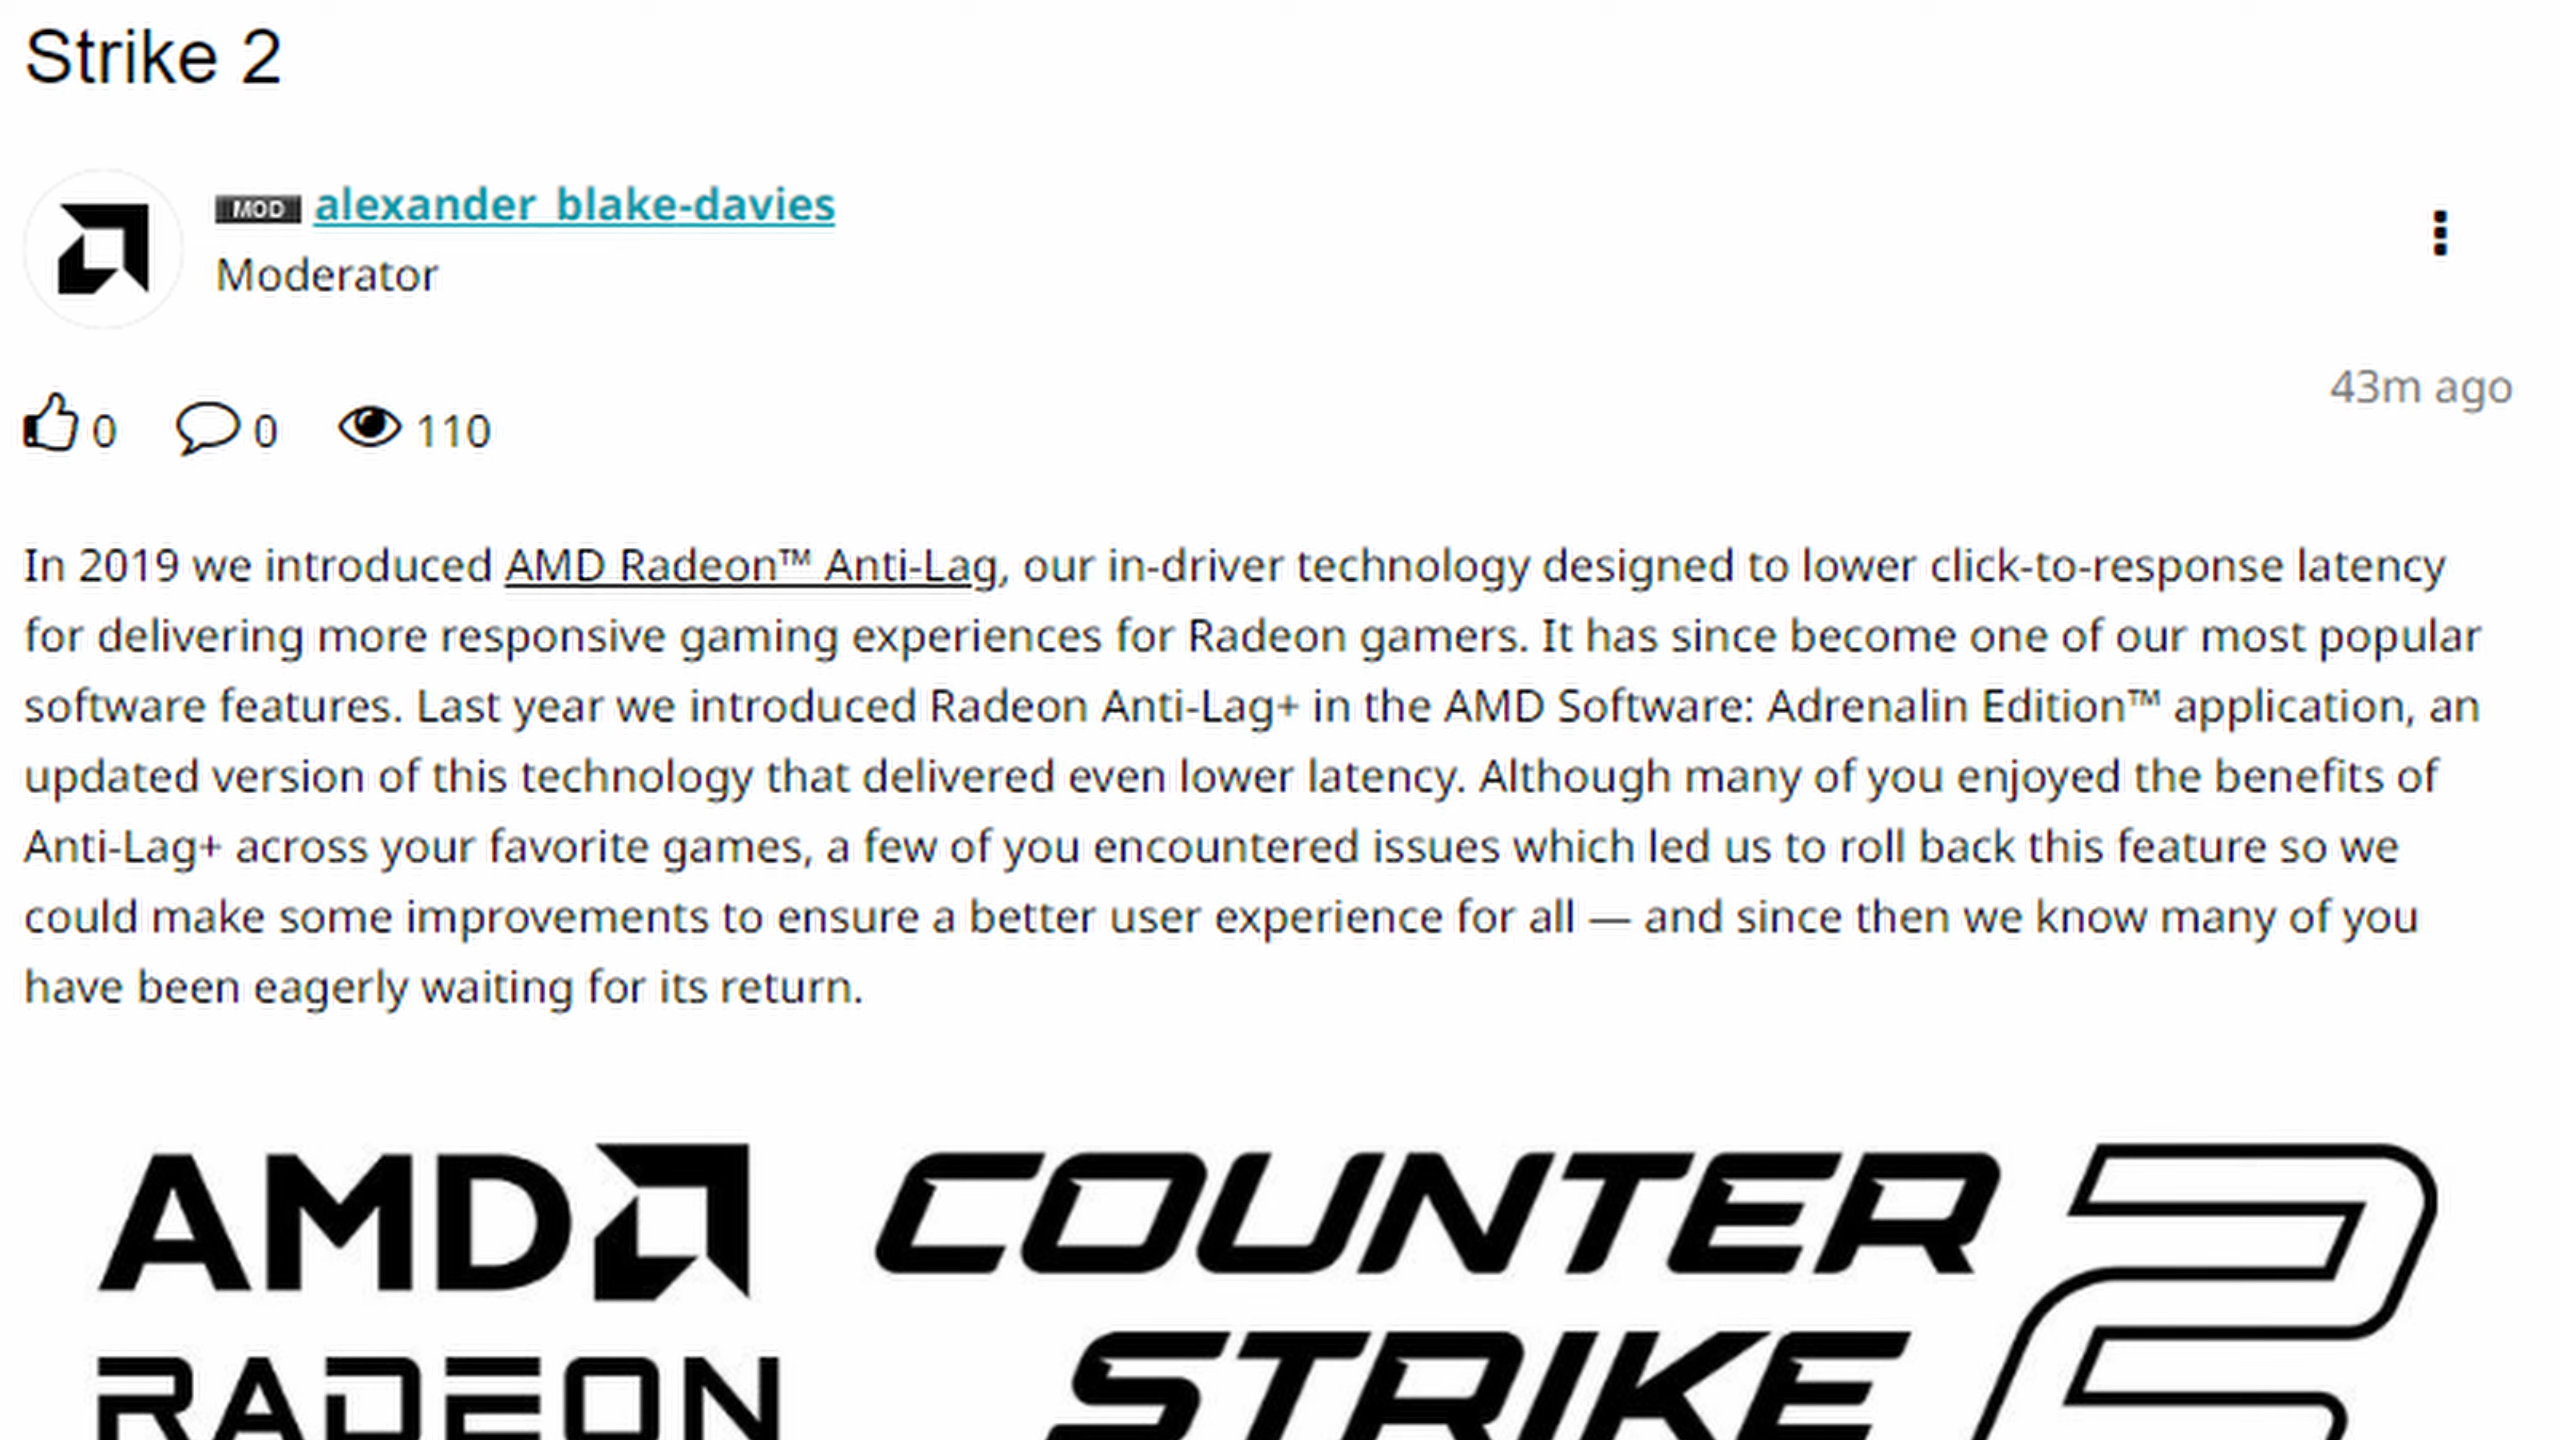 Strike 2
MOD alexander_blake-davies
Moderator
43m ago
0 0 110
In 2019 we introduced AMD Radeon™ Anti-Lag, our in-driver technology designed to lower click-to-response latency
for delivering more responsive gaming experiences for Radeon gamers. It has since become one of our most popular
software features. Last year we introduced Radeon Anti-Lag+ in the AMD Software: Adrenalin Edition™ application, an
updated version of this technology that delivered even lower latency. Although many of you enjoyed the benefits of
Anti-Lag+ across your favorite games, a few of you encountered issues which led us to roll back this feature so we
could make some improvements to ensure a better user experience for all — and since then we know many of you
have been eagerly waiting for its return.
AMD
RADEON
COUNTER
STRIKE 2